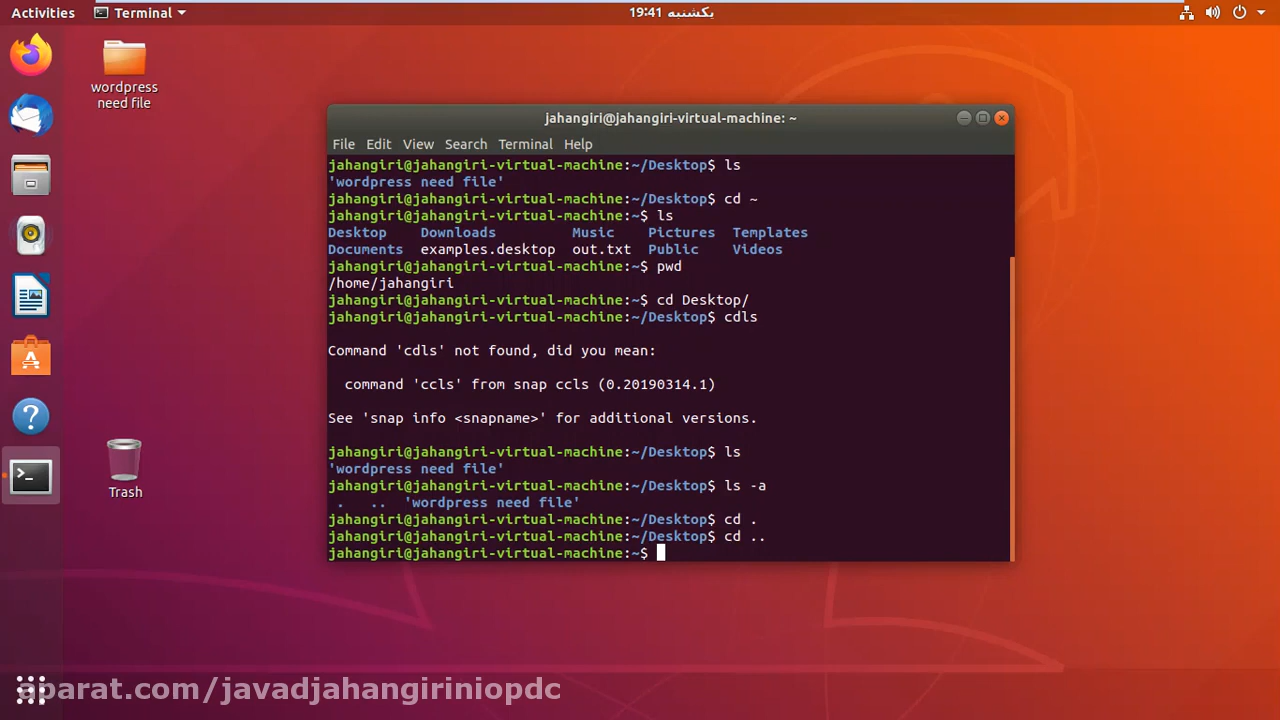 Activities Terminal یکشنبه 19:41
wordpress
need file
Trash
jahangiri@jahangiri-virtual-machine: ~
File Edit View Search Terminal Help
jahangiri@jahangiri-virtual-machine:~/Desktop$ ls
'wordpress need file'
jahangiri@jahangiri-virtual-machine:~/Desktop$ cd ~
jahangiri@jahangiri-virtual-machine:~$ ls
Desktop Downloads Music Pictures Templates
Documents examples.desktop out.txt Public Videos
jahangiri@jahangiri-virtual-machine:~$ pwd
/home/jahangiri
jahangiri@jahangiri-virtual-machine:~$ cd Desktop/
jahangiri@jahangiri-virtual-machine:~/Desktop$ cdls
Command 'cdls' not found, did you mean:
command 'ccls' from snap ccls (0.20190314.1)
See 'snap info <snapname>' for additional versions.
jahangiri@jahangiri-virtual-machine:~/Desktop$ ls
'wordpress need file'
jahangiri@jahangiri-virtual-machine:~/Desktop$ ls -a
. .. 'wordpress need file'
jahangiri@jahangiri-virtual-machine:~/Desktop$ cd .
jahangiri@jahangiri-virtual-machine:~/Desktop$ cd ..
jahangiri@jahangiri-virtual-machine:~$
aparat.com/javadjahangiriniopdc